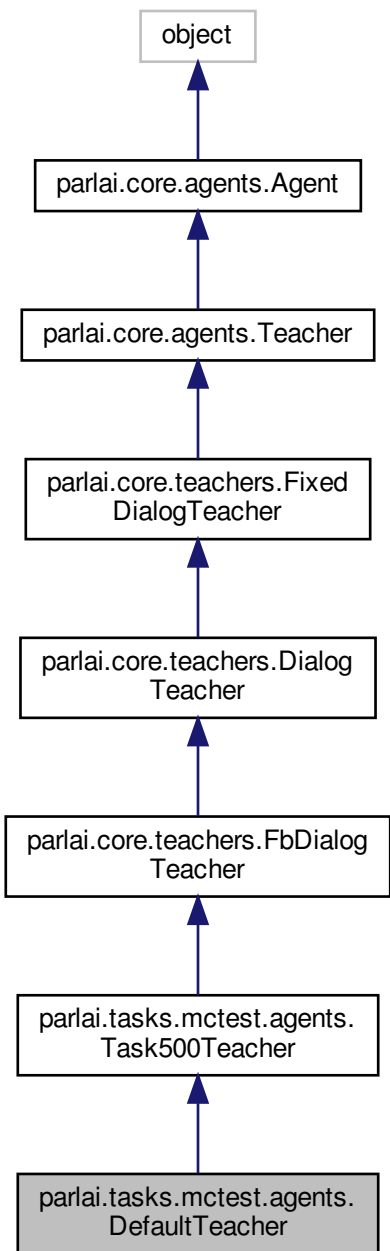 object
parlai.core.agents.Agent
parlai.core.agents.Teacher
parlai.core.teachers.Fixed
DialogTeacher
parlai.core.teachers.Dialog
Teacher
parlai.core.teachers.FbDialog
Teacher
parlai.tasks.mctest.agents.
Task500Teacher
parlai.tasks.mctest.agents.
DefaultTeacher